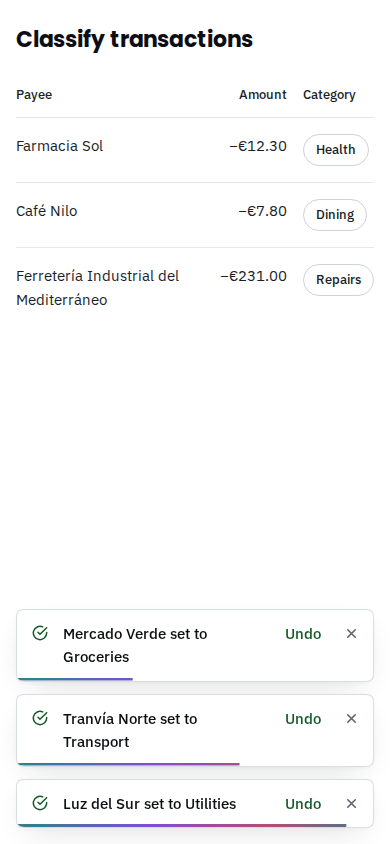 Classify transactions
Payee Amount Category
Farmacia Sol −€12.30 Health
Café Nilo −€7.80 Dining
Ferretería Industrial del −€231.00 Repairs
Mediterráneo
Mercado Verde set to Undo
Groceries
Tranvía Norte set to Undo
Transport
Luz del Sur set to Utilities Undo